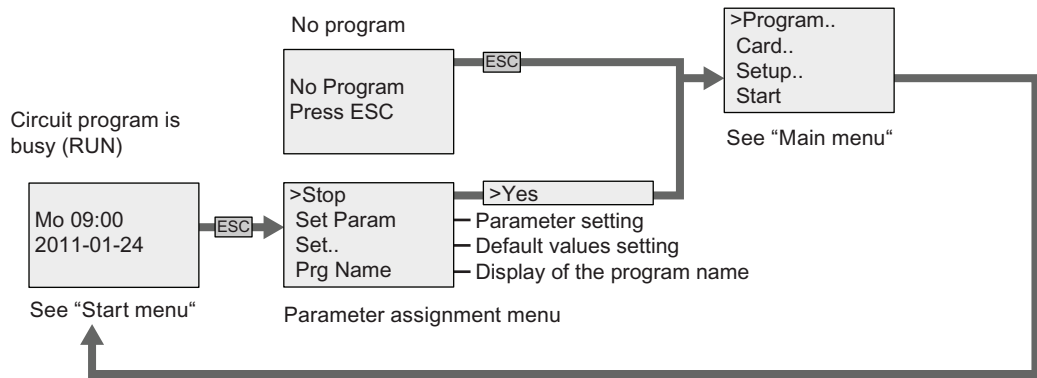 No program
No Program
Press ESC
ESC
>Program..
Card..
Setup..
Start
See “Main menu“
Circuit program is
busy (RUN)
Mo 09:00
2011-01-24
See “Start menu“
ESC
>Stop
Set Param
Set..
Prg Name
>Yes
Parameter setting
Default values setting
Display of the program name
Parameter assignment menu